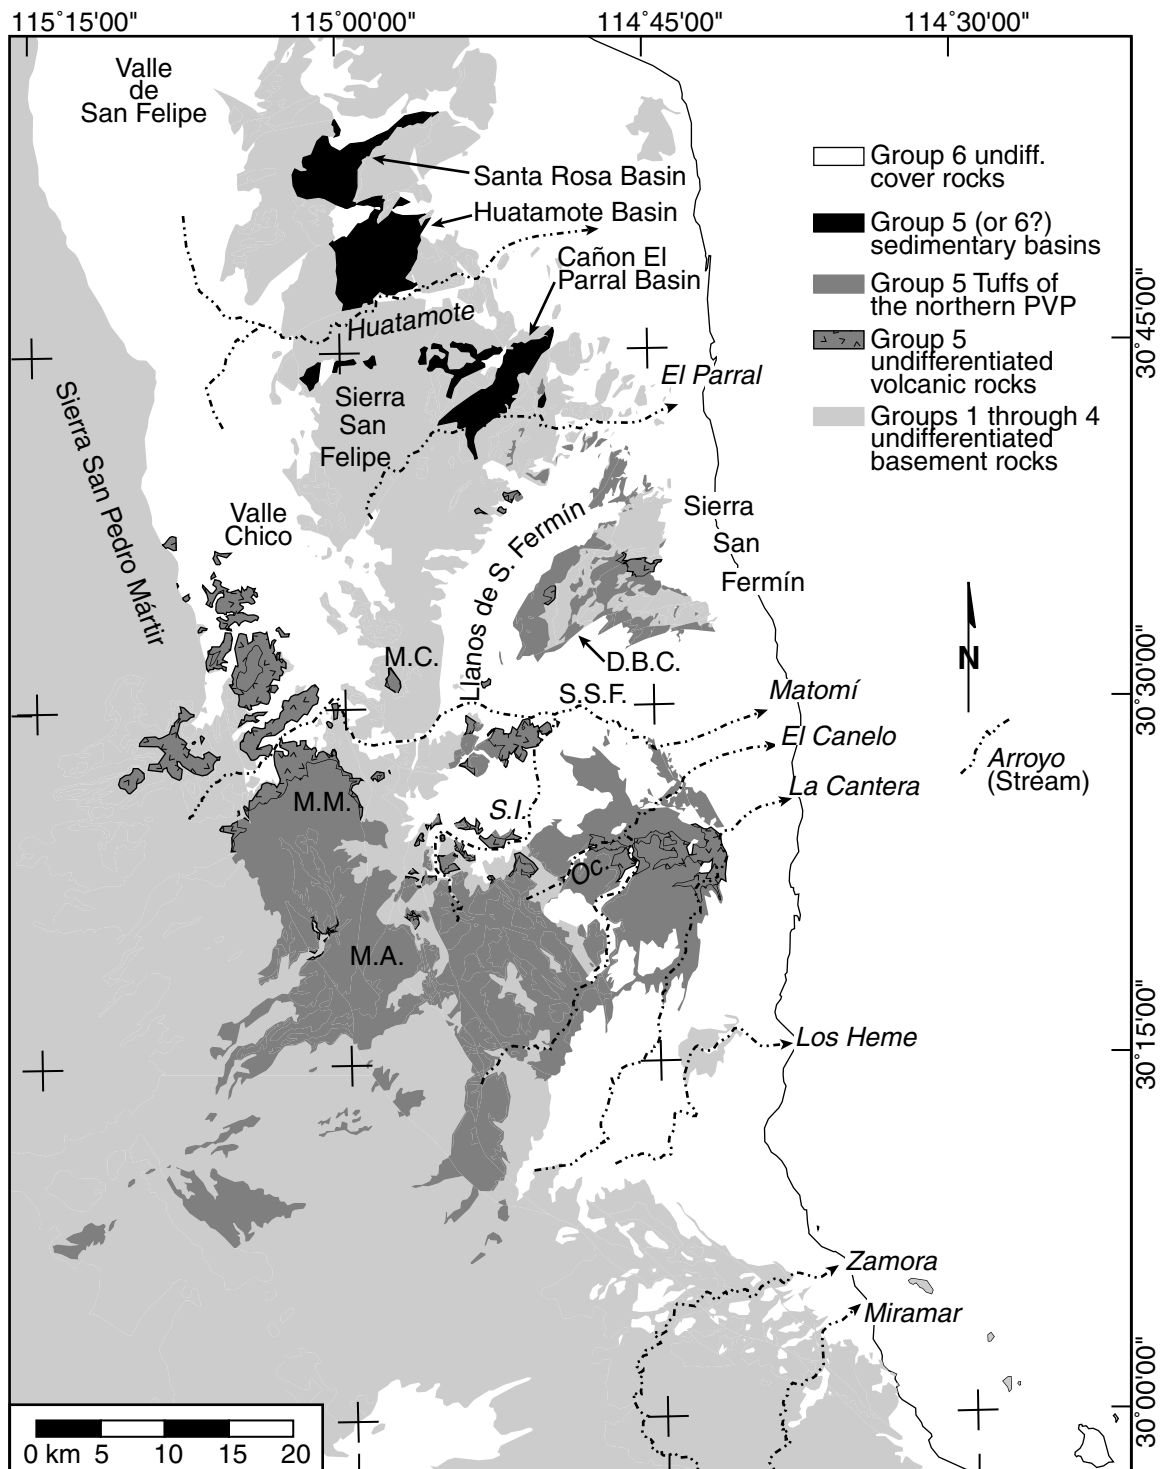 115°15'00"
115°00'00"
114°45'00"
114°30'00"
Valle
de
San Felipe
Santa Rosa Basin
Huatamote Basin
Cañon El
Parral Basin
Group 6 undiff.
cover rocks
Group 5 (or 6?)
sedimentary basins
Group 5 Tuffs of
the northern PVP
Group 5
undifferentiated
volcanic rocks
Groups 1 through 4
undifferentiated
basement rocks
30°45'00"
Huatamote
El Parral
Sierra
San
Felipe
Sierra San Pedro Mártir
Valle
Chico
Llanos de S. Fermín
Sierra
San
Fermín
M.C.
D.B.C.
S.S.F.
N
30°30'00"
Matomí
El Canelo
La Cantera
Arroyo
(Stream)
M.M.
S.I.
Oc.
M.A.
30°15'00"
Los Heme
Zamora
Miramar
30°00'00"
0 km 5 10 15 20